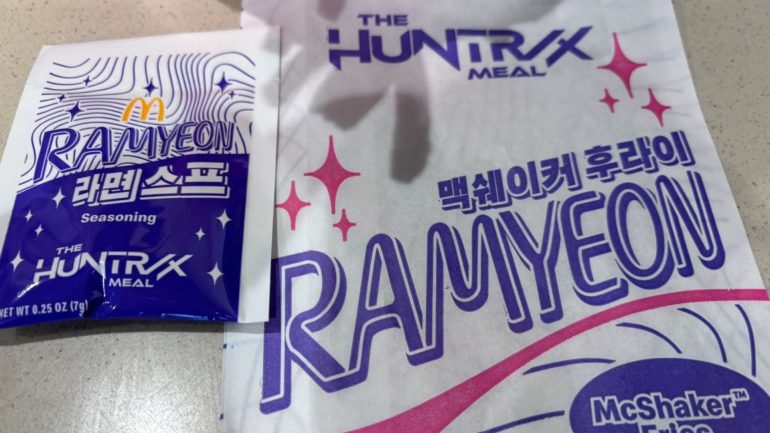 RAMYEON
라면 스프
Seasoning
THE
HUNTR/X
MEAL
NET WT 0.25 OZ (7g)
THE
HUNTR/X
MEAL
맥쉐이커 후라이
RAMYEON
McShaker™
Fries